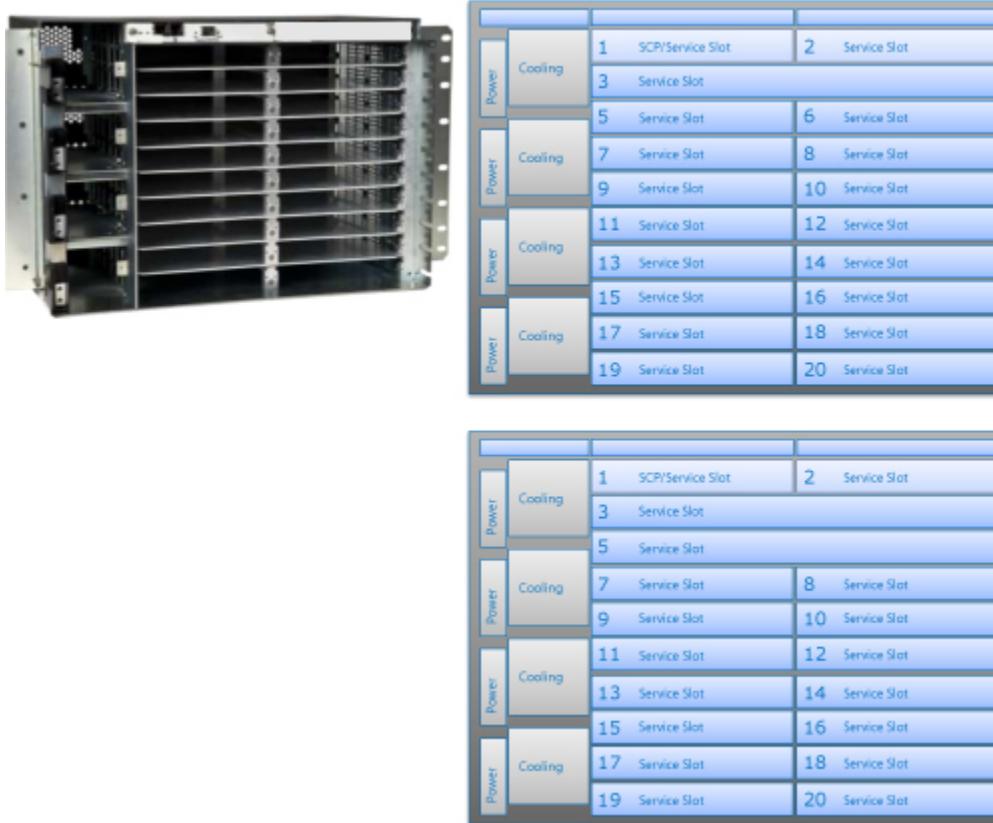 1 SCP/Service Slot 2 Service Slot
Power Cooling 3 Service Slot
5 Service Slot 6 Service Slot
Power Cooling 7 Service Slot 8 Service Slot
9 Service Slot 10 Service Slot
11 Service Slot 12 Service Slot
Power Cooling 13 Service Slot 14 Service Slot
15 Service Slot 16 Service Slot
Power Cooling 17 Service Slot 18 Service Slot
19 Service Slot 20 Service Slot
1 SCP/Service Slot 2 Service Slot
Power Cooling 3 Service Slot
5 Service Slot
Power Cooling 7 Service Slot 8 Service Slot
9 Service Slot 10 Service Slot
11 Service Slot 12 Service Slot
Power Cooling 13 Service Slot 14 Service Slot
15 Service Slot 16 Service Slot
Power Cooling 17 Service Slot 18 Service Slot
19 Service Slot 20 Service Slot